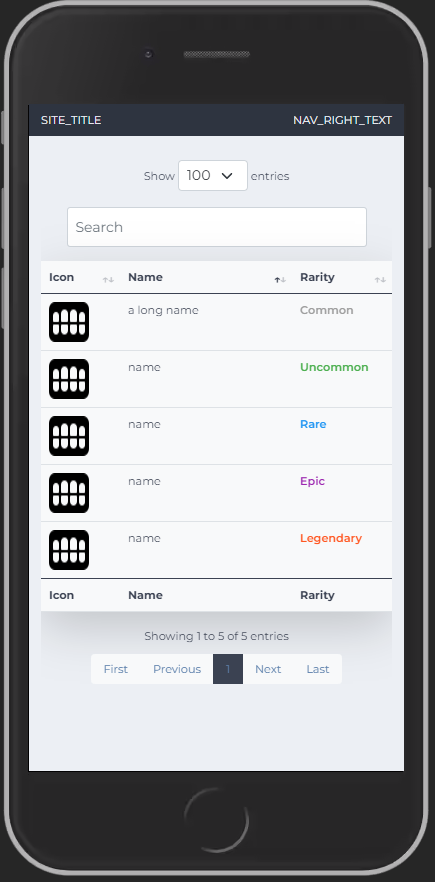 SITE_TITLE NAV_RIGHT_TEXT
Show 100 entries
Search
Icon Name Rarity
a long name Common
name Uncommon
name Rare
name Epic
name Legendary
Icon Name Rarity
Showing 1 to 5 of 5 entries
First Previous 1 Next Last